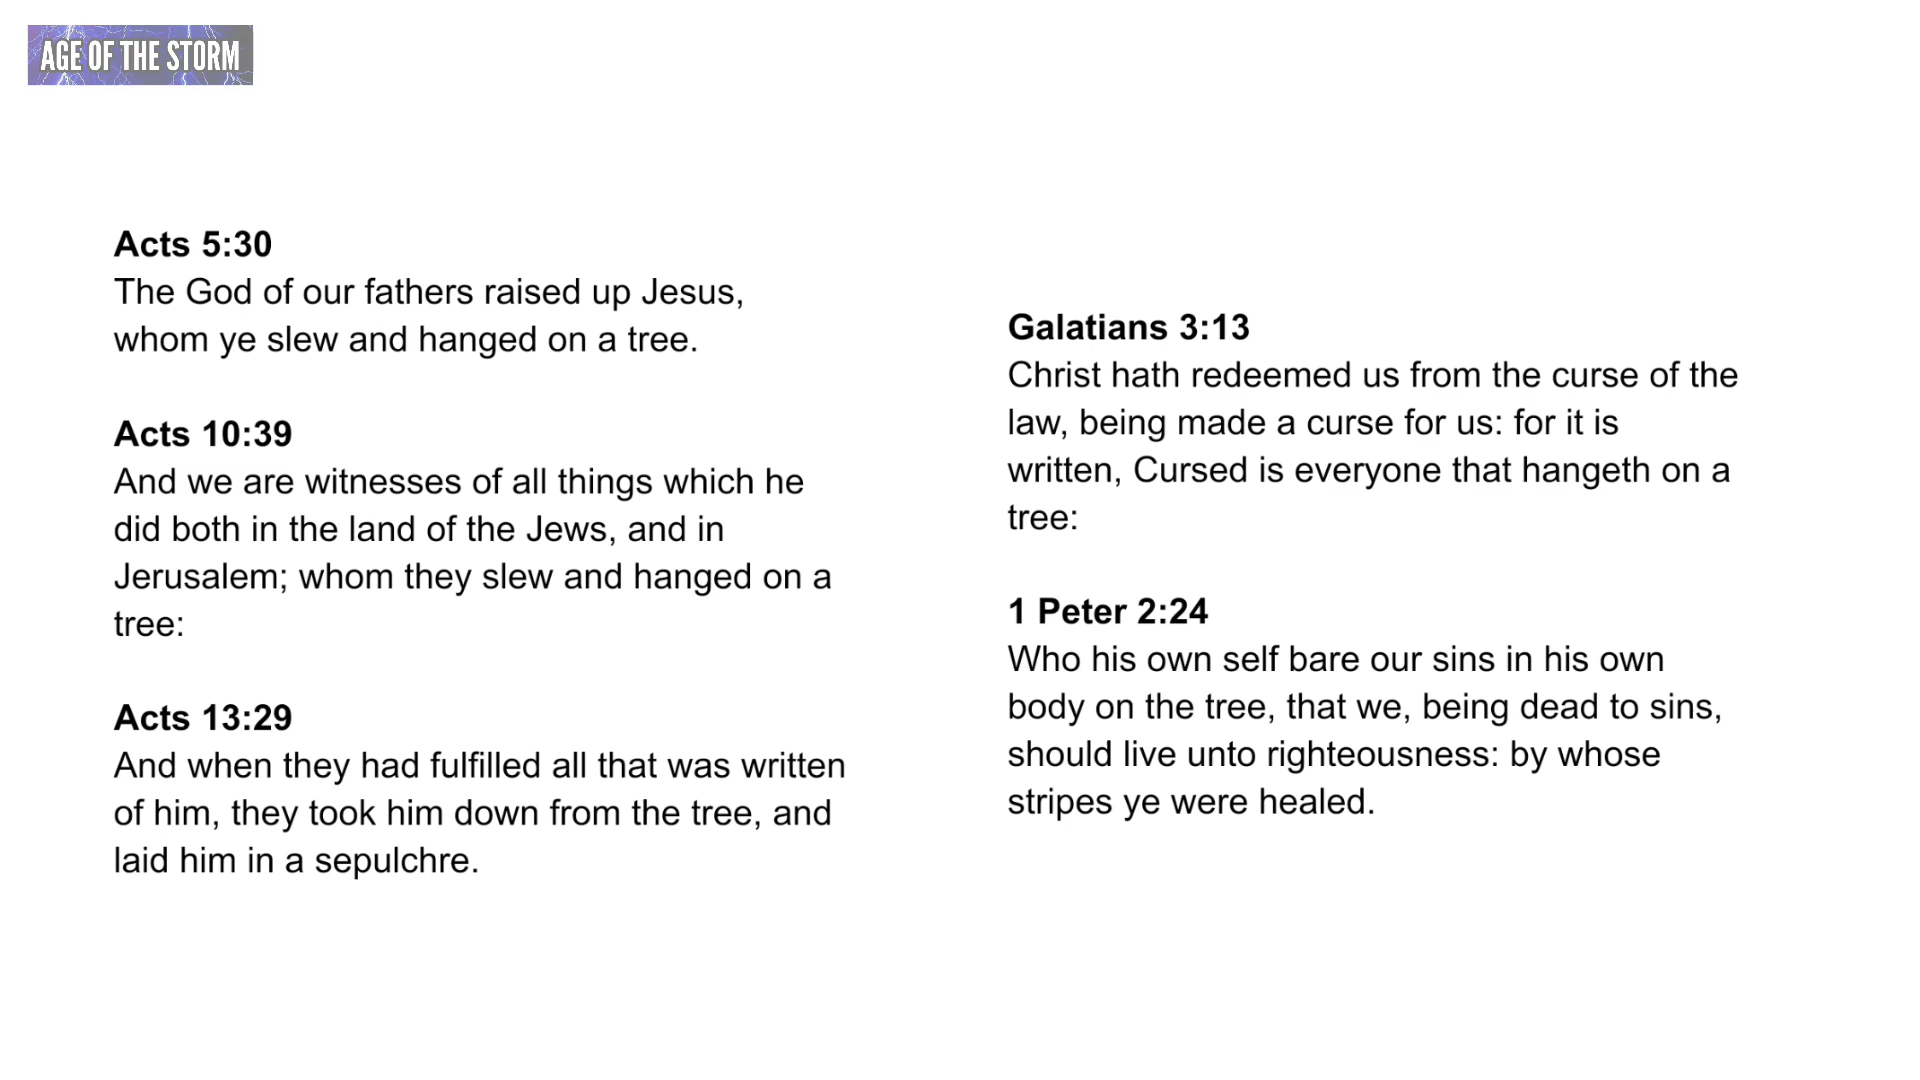 AGE OF THE STORM
Acts 5:30
The God of our fathers raised up Jesus,
whom ye slew and hanged on a tree.
Acts 10:39
And we are witnesses of all things which he
did both in the land of the Jews, and in
Jerusalem; whom they slew and hanged on a
tree:
Acts 13:29
And when they had fulfilled all that was written
of him, they took him down from the tree, and
laid him in a sepulchre.
Galatians 3:13
Christ hath redeemed us from the curse of the
law, being made a curse for us: for it is
written, Cursed is everyone that hangeth on a
tree:
1 Peter 2:24
Who his own self bare our sins in his own
body on the tree, that we, being dead to sins,
should live unto righteousness: by whose
stripes ye were healed.